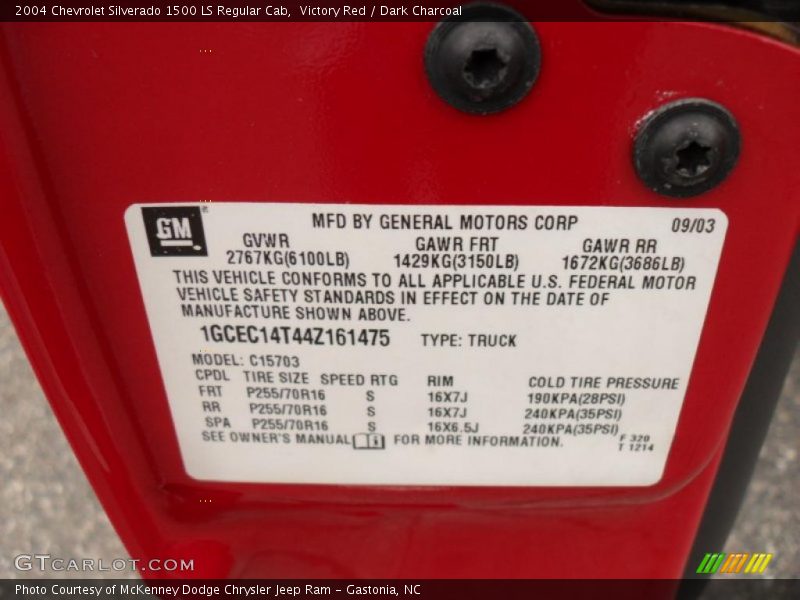 2004 Chevrolet Silverado 1500 LS Regular Cab, Victory Red / Dark Charcoal
GM
MFD BY GENERAL MOTORS CORP 09/03
GVWR GAWR FRT GAWR RR
2767KG(6100LB) 1429KG(3150LB) 1672KG(3686LB)
THIS VEHICLE CONFORMS TO ALL APPLICABLE U.S. FEDERAL MOTOR
VEHICLE SAFETY STANDARDS IN EFFECT ON THE DATE OF
MANUFACTURE SHOWN ABOVE.
1GCEC14T44Z161475 TYPE: TRUCK
MODEL: C15703
CPDL TIRE SIZE SPEED RTG RIM COLD TIRE PRESSURE
FRT P255/70R16 S 16X7J 190KPA(28PSI)
RR P255/70R16 S 16X7J 240KPA(35PSI)
SPA P255/70R16 S 16X6.5J 240KPA(35PSI)
SEE OWNER'S MANUAL FOR MORE INFORMATION.
F 320
T 1214
GTCARLOT.COM
Photo Courtesy of McKenney Dodge Chrysler Jeep Ram - Gastonia, NC